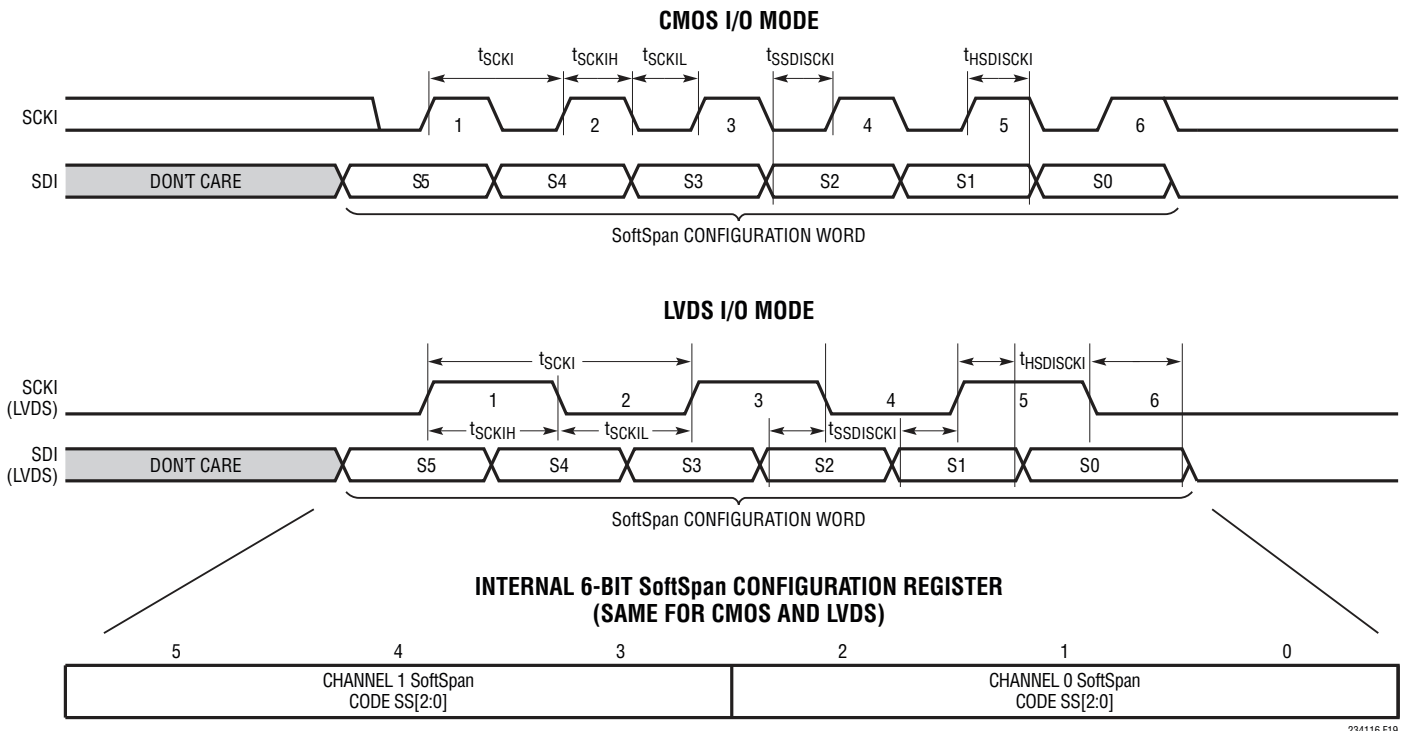 CMOS I/O MODE
tSCKI
tSCKIH
tSCKIL
tSSDISCKI
tHSDISCKI
SCKI
1
2
3
4
5
6
SDI
DON'T CARE
S5
S4
S3
S2
S1
S0
SoftSpan CONFIGURATION WORD
LVDS I/O MODE
tSCKI
tHSDISCKI
SCKI
(LVDS)
1
2
3
4
5
6
tSCKIH
tSCKIL
tSSDISCKI
SDI
(LVDS)
DON'T CARE
S5
S4
S3
S2
S1
S0
SoftSpan CONFIGURATION WORD
INTERNAL 6-BIT SoftSpan CONFIGURATION REGISTER
(SAME FOR CMOS AND LVDS)
5
4
3
2
1
0
CHANNEL 1 SoftSpan
CODE SS[2:0]
CHANNEL 0 SoftSpan
CODE SS[2:0]
234116 F19